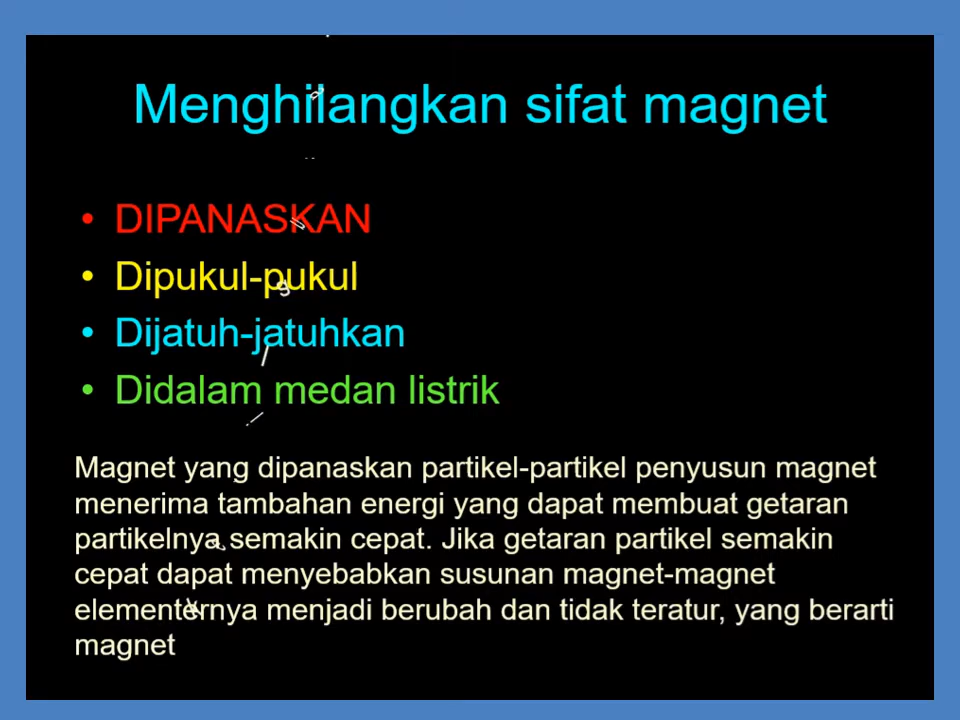 Menghilangkan sifat magnet
• DIPANASKAN
• Dipukul-pukul
• Dijatuh-jatuhkan
• Didalam medan listrik
Magnet yang dipanaskan partikel-partikel penyusun magnet
menerima tambahan energi yang dapat membuat getaran
partikelnya semakin cepat. Jika getaran partikel semakin
cepat dapat menyebabkan susunan magnet-magnet
elementernya menjadi berubah dan tidak teratur, yang berarti
magnet